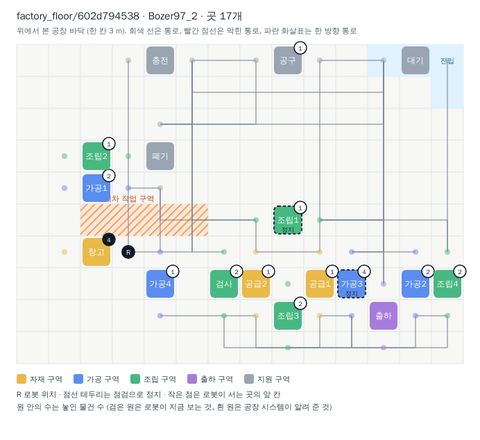 factory_floor/602d794538 · Bozer97_2 · 곳 17개
위에서 본 공장 바닥 (한 칸 3 m). 회색 선은 통로, 빨간 점선은 막힌 통로, 파란 화살표는 한 방향 통로
충전
공구
1
대기
조립2
1
폐기
가공1
2
차 작업 구역
조립1
정지
1
창고
4
R
가공4
1
검사
2
공급2
1
공급1
1
가공3
정지
4
가공2
2
조립4
2
조립3
2
출하
자재 구역
가공 구역
조립 구역
출하 구역
지원 구역
R 로봇 위치 · 점선 테두리는 점검으로 정지 · 작은 점은 로봇이 서는 곳의 앞 칸
원 안의 수는 놓인 물건 수 (검은 원은 로봇이 지금 보는 것, 흰 원은 공장 시스템이 알려 준 것)